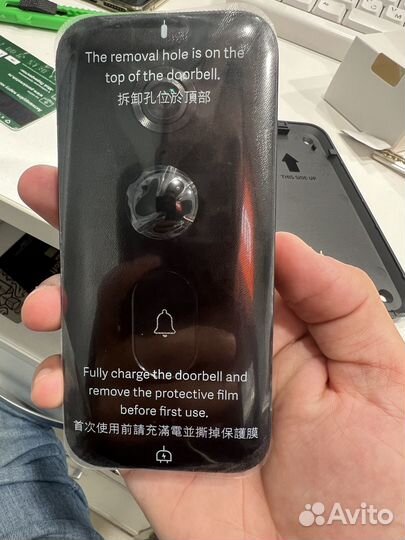 The removal hole is on the
top of the doorbell.
拆卸孔位於頂部
THIS SIDE UP
Fully charge the doorbell and
remove the protective film
before first use.
首次使用前請充滿電並撕掉保護膜
Avito